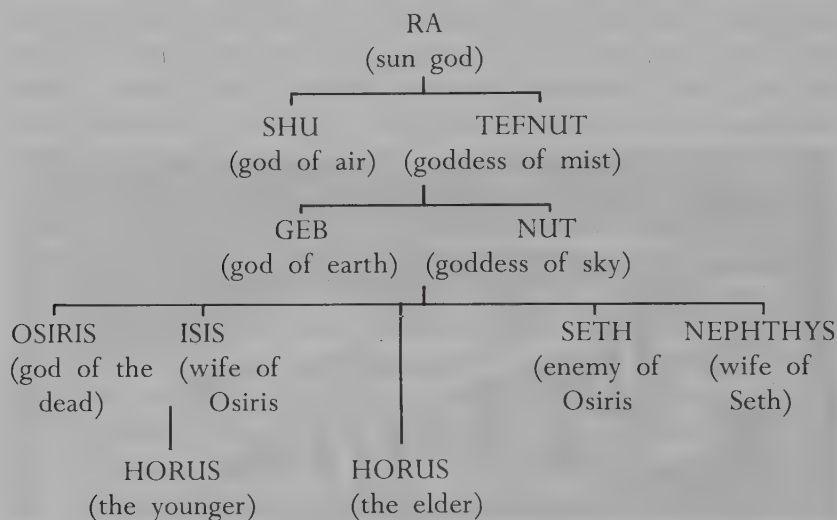 RA
(sun god)
SHU TEFNUT
(god of air) (goddess of mist)
GEB NUT
(god of earth) (goddess of sky)
OSIRIS ISIS SETH NEPHTHYS
(god of the (wife of (enemy of (wife of
dead) Osiris Osiris Seth)
HORUS HORUS
(the younger) (the elder)